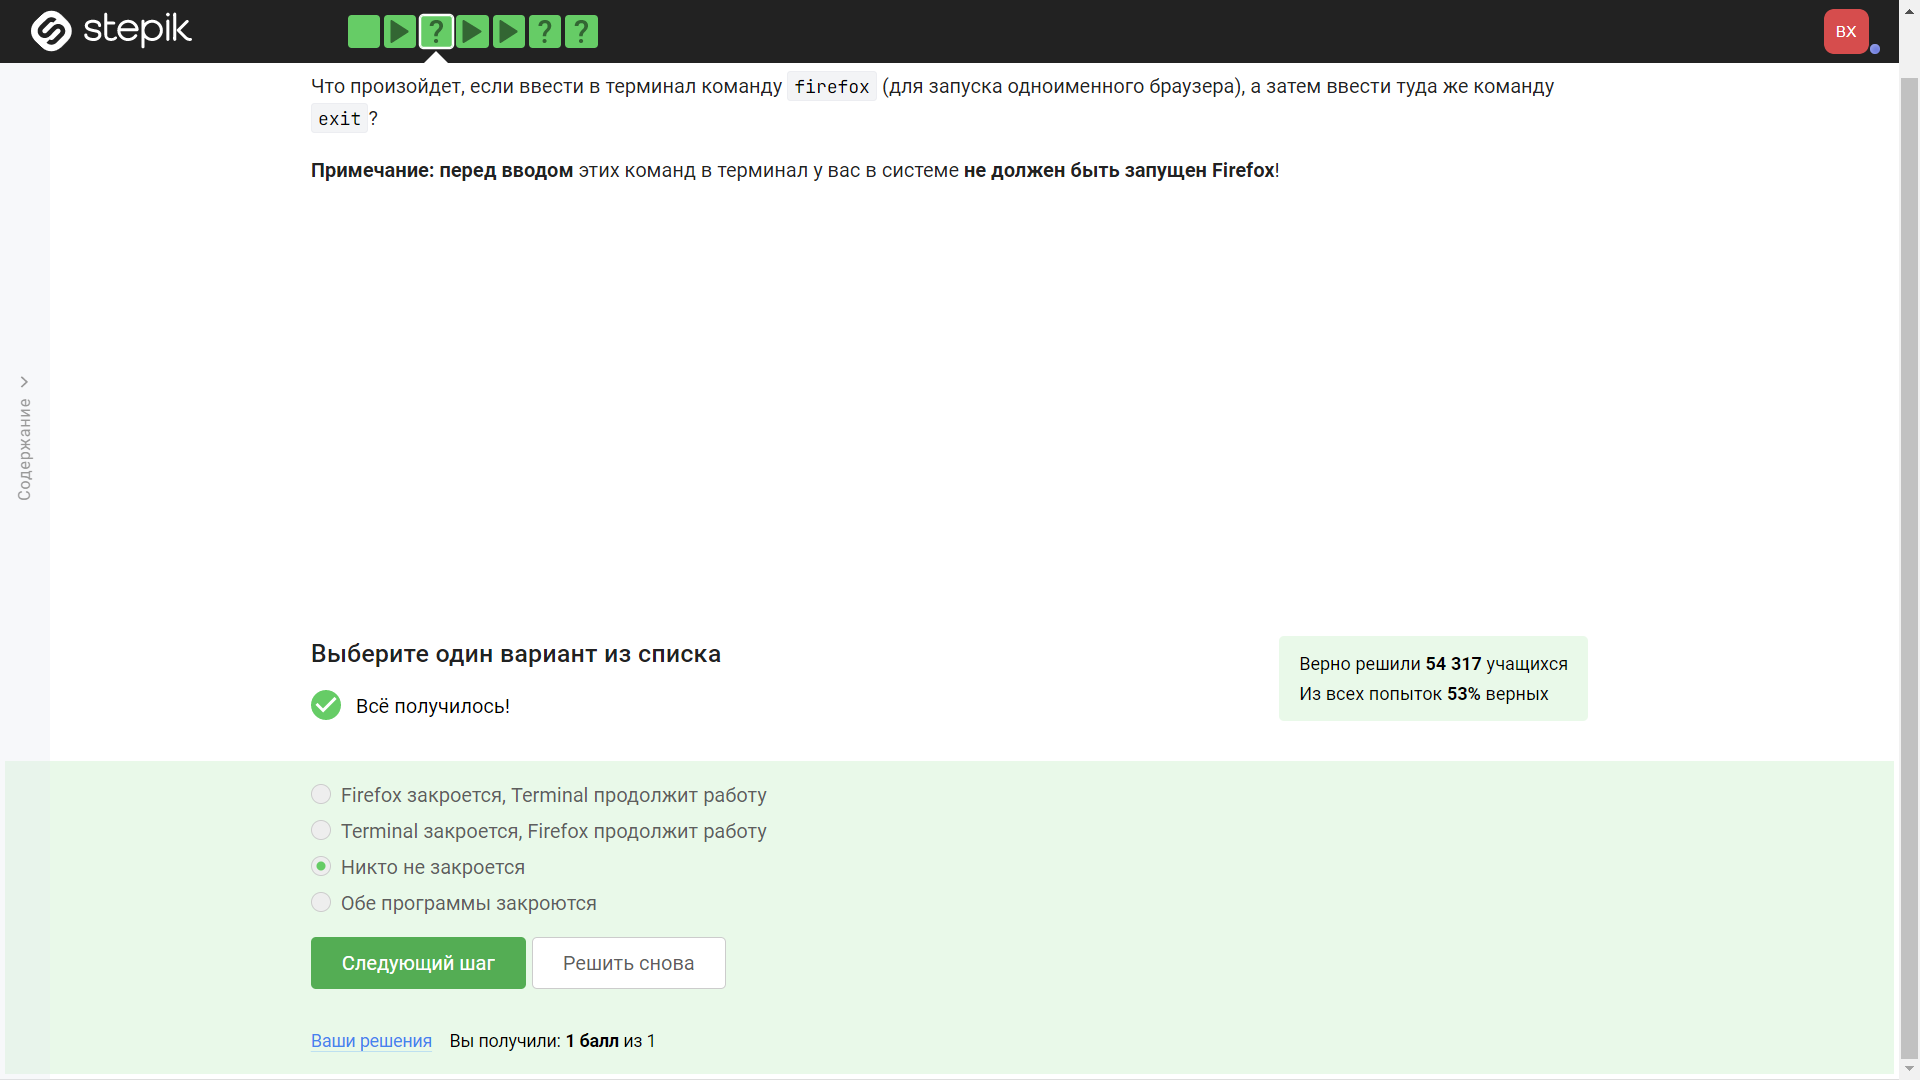 stepik
? ? ?
BX
Что произойдет, если ввести в терминал команду firefox (для запуска одноименного браузера), а затем ввести туда же команду
exit ?
Примечание: перед вводом этих команд в терминал у вас в системе не должен быть запущен Firefox!
Содержание
Выберите один вариант из списка
Верно решили 54 317 учащихся
Из всех попыток 53% верных
Всё получилось!
Firefox закроется, Terminal продолжит работу
Terminal закроется, Firefox продолжит работу
Никто не закроется
Обе программы закроются
Следующий шаг
Решить снова
Ваши решения Вы получили: 1 балл из 1